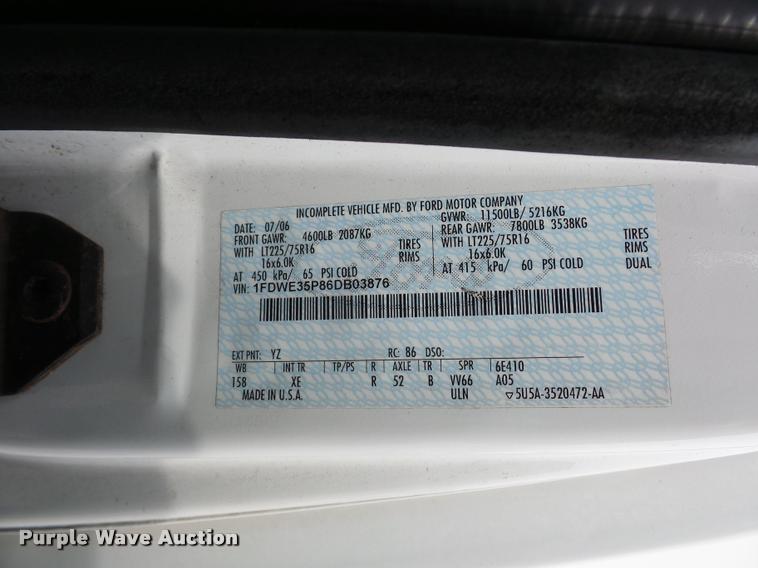 INCOMPLETE VEHICLE MFD. BY FORD MOTOR COMPANY
DATE: 07/06 GVWR: 11500LB/ 5216KG
FRONT GAWR: 4600LB 2087KG REAR GAWR: 7800LB 3538KG
WITH LT225/75R16 TIRES WITH LT225/75R16 TIRES
16x6.0K RIMS 16x6.0K RIMS
AT 450 kPa/ 65 PSI COLD AT 415 kPa/ 60 PSI COLD DUAL
VIN: 1FDWE35P86DB03876
EXT PNT: YZ RC: 86 DSO:
WB INT TR TP/PS R AXLE TR SPR 6E410
158 XE R 52 B VV66 A05
MADE IN U.S.A. ULN ▽5U5A-3520472-AA
Purple Wave Auction